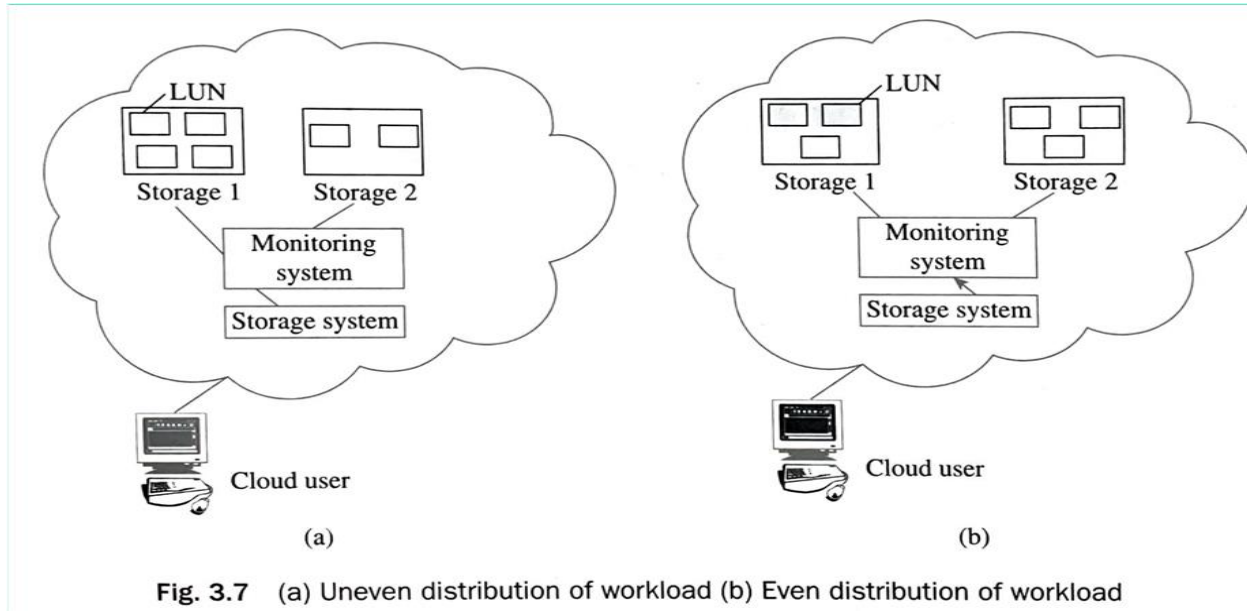 LUN
Storage 1
Storage 2
Monitoring
system
Storage system
Cloud user
(a)
LUN
Storage 1
Storage 2
Monitoring
system
Storage system
Cloud user
(b)
Fig. 3.7 (a) Uneven distribution of workload (b) Even distribution of workload